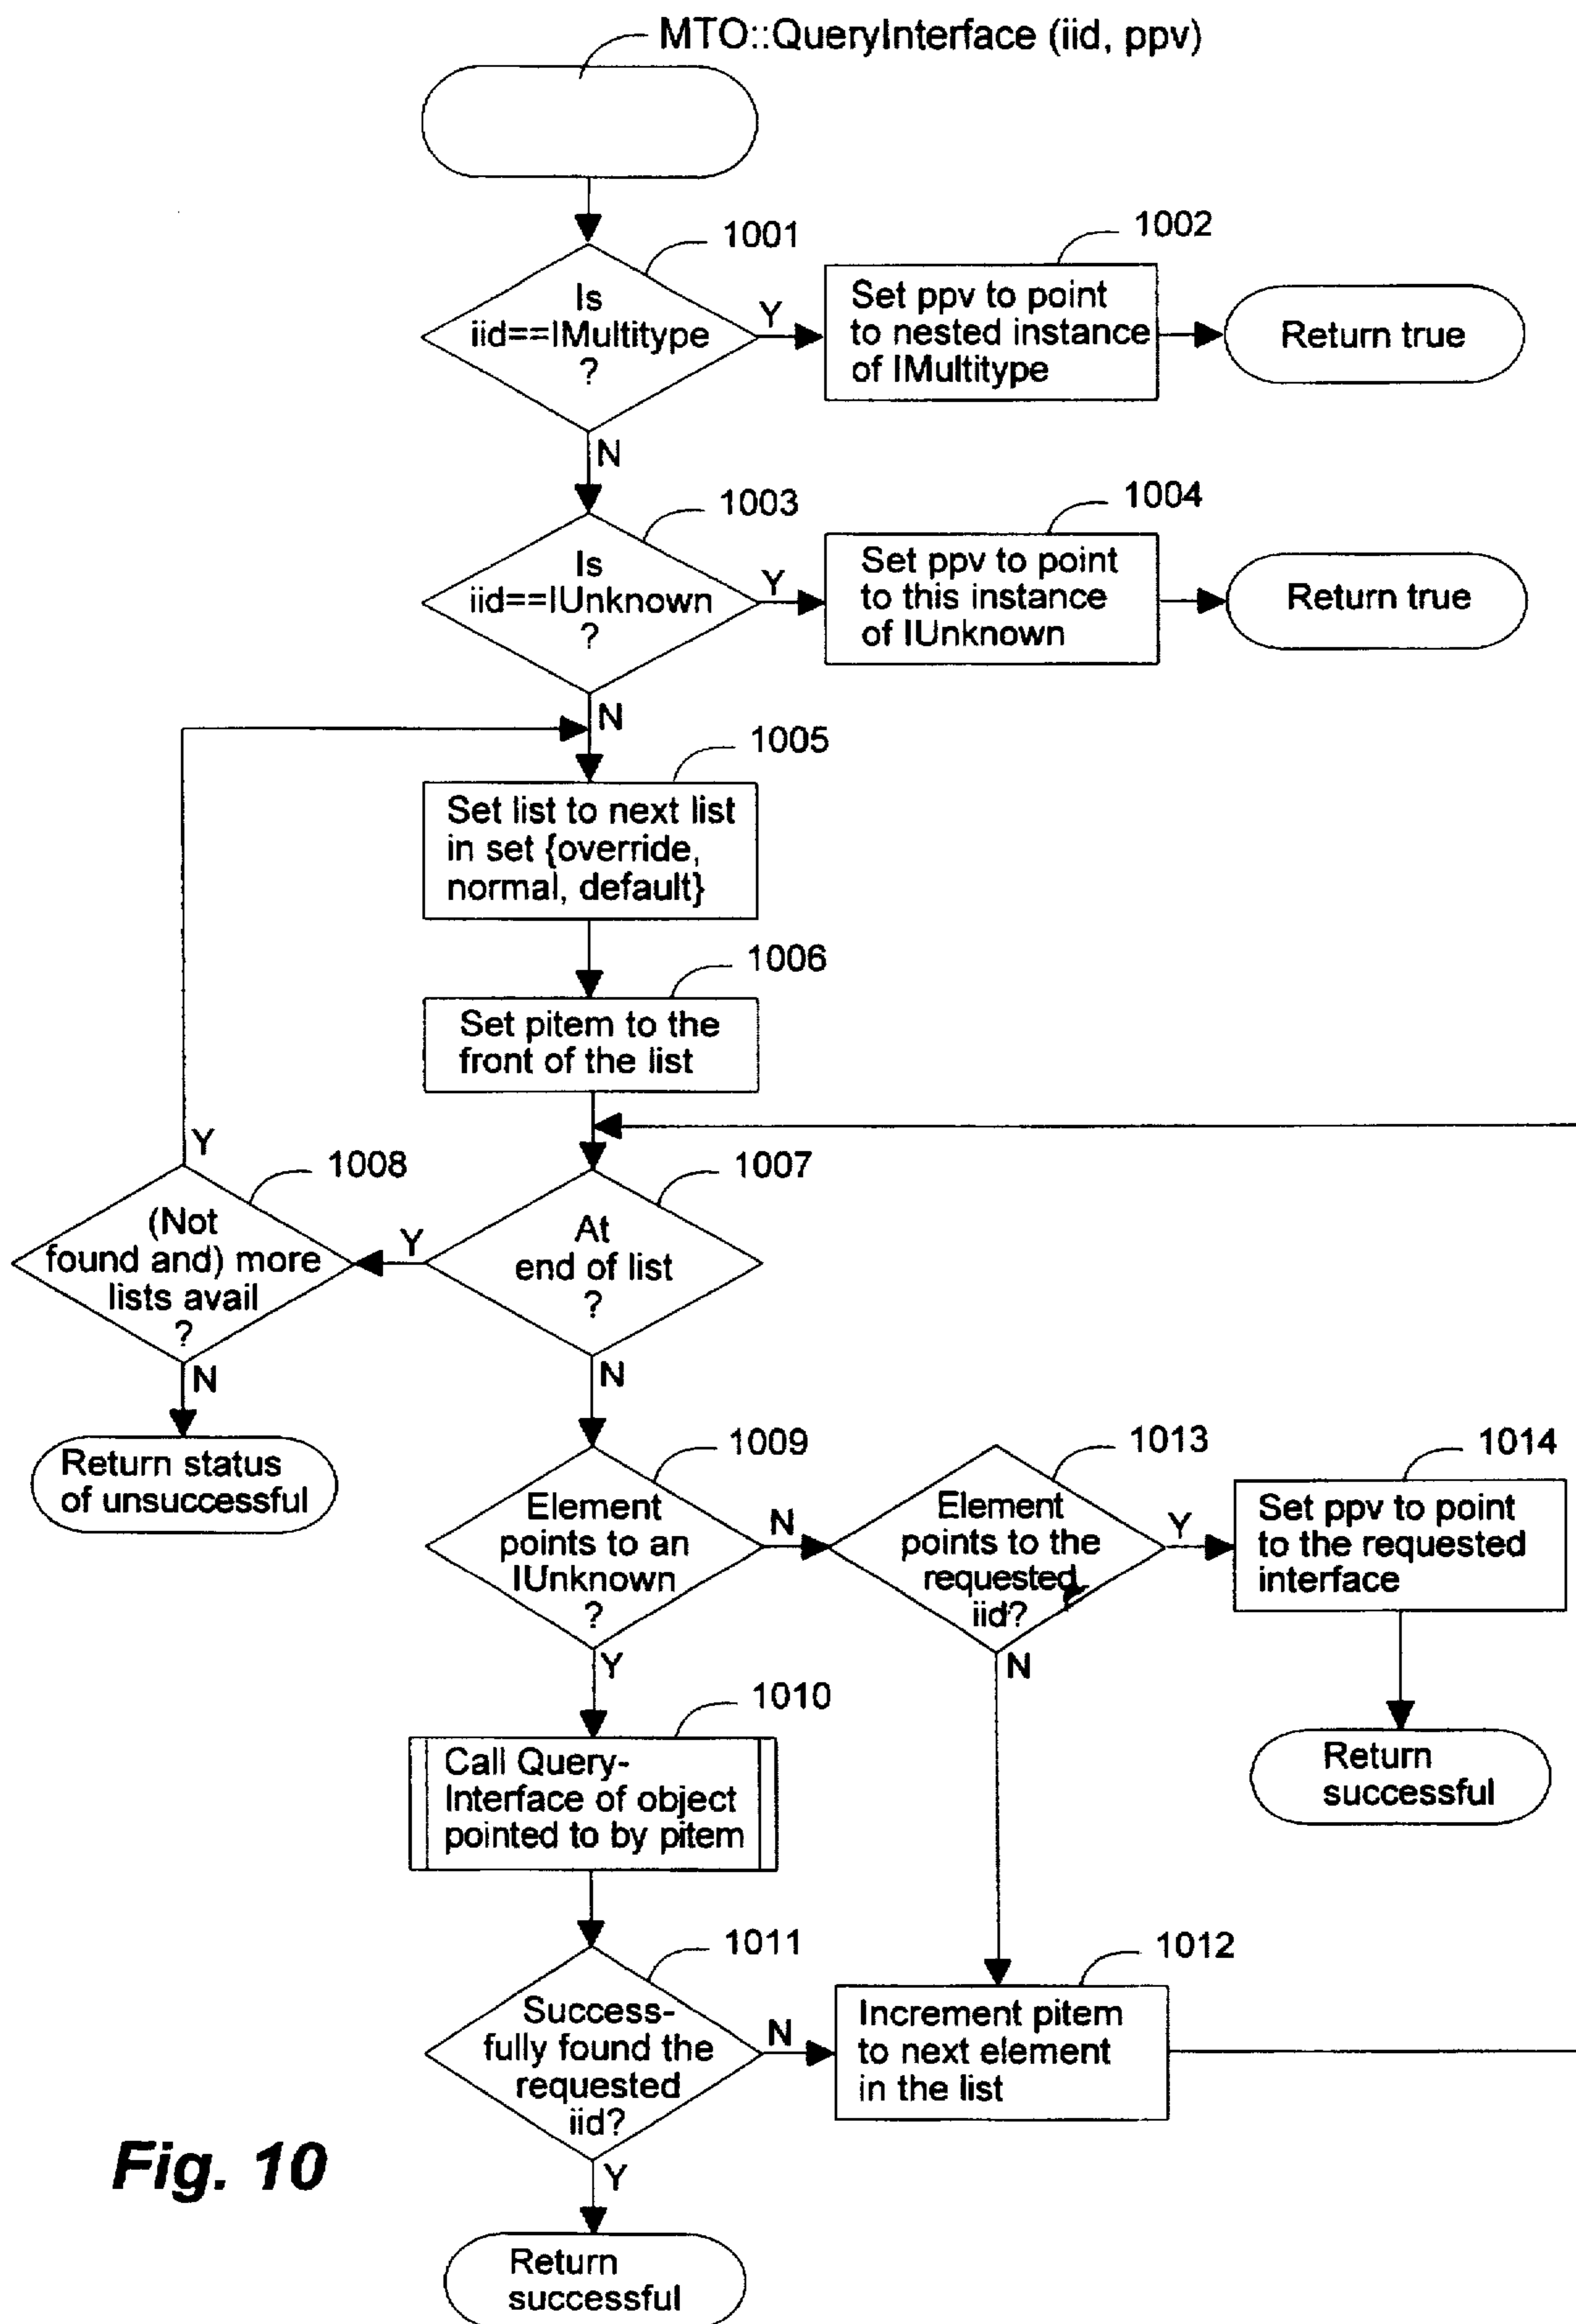 MTO::QueryInterface (iid, ppv)
1001
Is
iid==IMultitype
?
Y
1002
Set ppv to point
to nested instance
of IMultitype
Return true
N
1003
Is
iid==IUnknown
?
Y
1004
Set ppv to point
to this instance
of IUnknown
Return true
N
1005
Set list to next list
in set {override,
normal, default}
1006
Set pitem to the
front of the list
Y
1008
(Not
found and) more
lists avail
?
Y
1007
At
end of list
?
N
Return status
of unsuccessful
N
1009
Element
points to an
IUnknown
?
N
1013
Element
points to the
requested
iid?
Y
1014
Set ppv to point
to the requested
interface
Return
successful
Y
N
1010
Call Query-
Interface of object
pointed to by pitem
1011
Success-
fully found the
requested
iid?
N
1012
Increment pitem
to next element
in the list
Y
Return
successful
Fig. 10